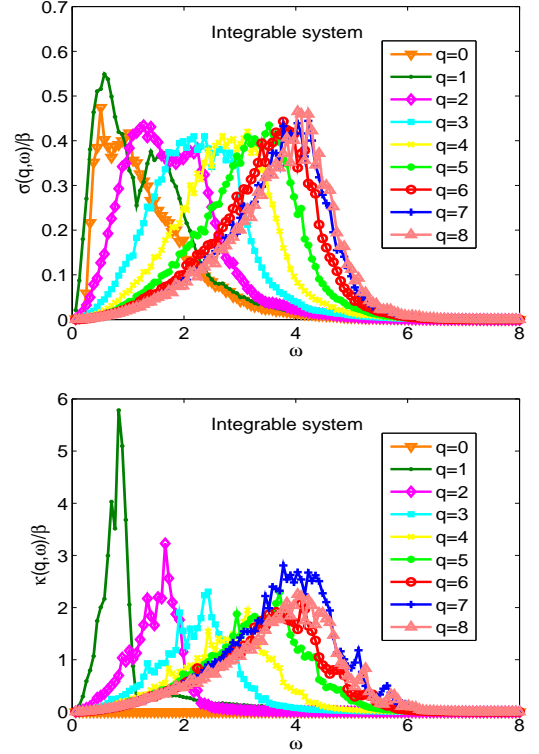 0.7
Integrable system
0.6
q=0
q=1
0.5
q=2
q=3
0.4
q=4
σ(q,ω)/β
q=5
0.3
q=6
q=7
0.2
q=8
0.1
0
0 2 4 6 8
ω
6
Integrable system
5
q=0
q=1
4
q=2
q=3
κ(q,ω)/β
3
q=4
q=5
2
q=6
q=7
1
q=8
0
0 2 4 6 8
ω